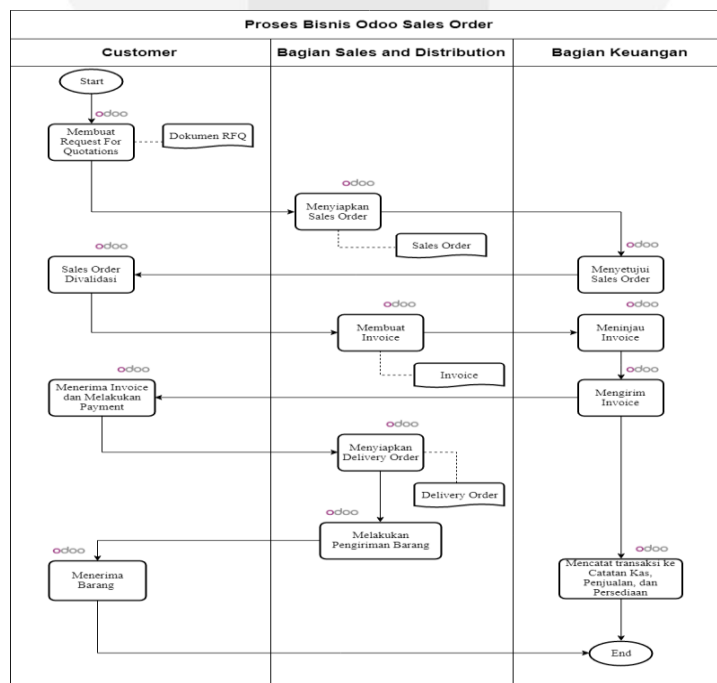 Proses Bisnis Odoo Sales Order
Customer
Bagian Sales and Distribution
Bagian Keuangan
Start
odoo
Membuat
Request For
Quotations
Dokumen RFQ
odoo
Menyiapkan
Sales Order
Sales Order
odoo
Menyetujui
Sales Order
odoo
Sales Order
Divalidasi
odoo
Membuat
Invoice
Invoice
odoo
Meninjau
Invoice
odoo
Mengirim
Invoice
odoo
Menerima Invoice
dan Melakukan
Payment
odoo
Menyiapkan
Delivery Order
Delivery Order
odoo
Melakukan
Pengiriman Barang
odoo
Menerima
Barang
odoo
Mencatat transaksi ke
Catatan Kas,
Penjualan, dan
Persediaan
End